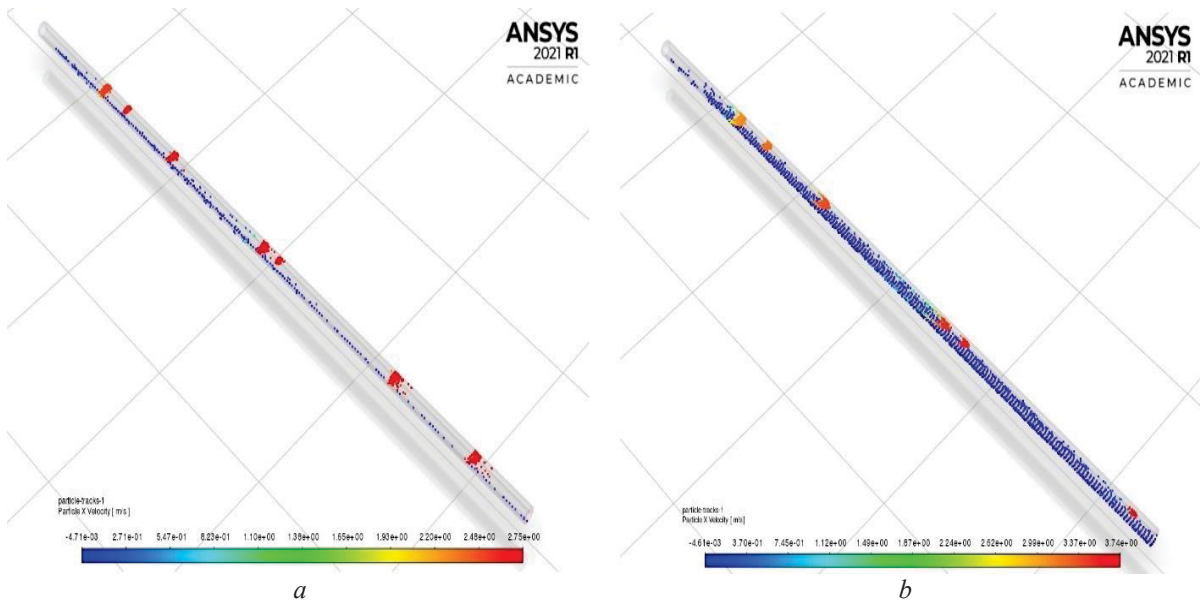 ANSYS
2021 R1
ACADEMIC
particle-tracks-1
Particle X Velocity [ m/s ]
-4.71e-03 2.71e-01 5.47e-01 8.23e-01 1.10e+00 1.38e+00 1.65e+00 1.90e+00 2.20e+00 2.48e+00 2.75e+00
a
ANSYS
2021 R1
ACADEMIC
particle-tracks-1
Particle X Velocity [ m/s ]
-4.61e-03 3.70e-01 7.45e-01 1.12e+00 1.49e+00 1.87e+00 2.24e+00 2.62e+00 2.99e+00 3.37e+00 3.74e+00
b